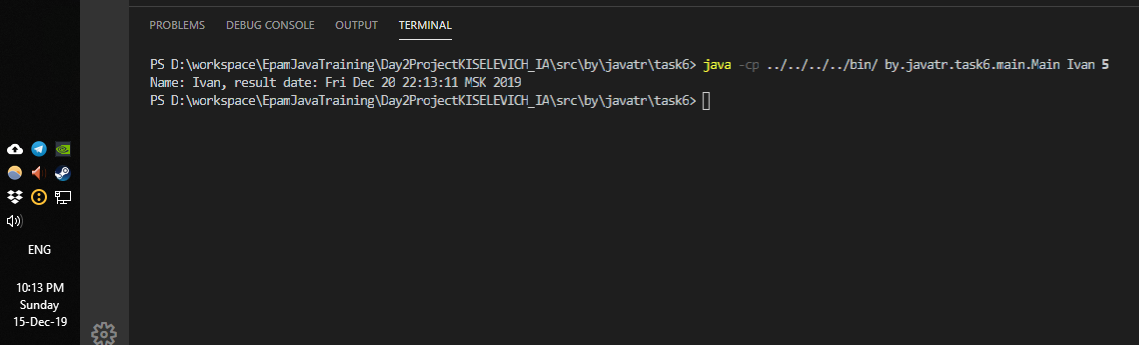 PROBLEMS DEBUG CONSOLE OUTPUT TERMINAL
PS D:\workspace\EpamJavaTraining\Day2ProjectKISELEVICH_IA\src\by\javatr\task6> java -cp ../../../../bin/ by.javatr.task6.main.Main Ivan 5
Name: Ivan, result date: Fri Dec 20 22:13:11 MSK 2019
PS D:\workspace\EpamJavaTraining\Day2ProjectKISELEVICH_IA\src\by\javatr\task6>
ENG
10:13 PM
Sunday
15-Dec-19